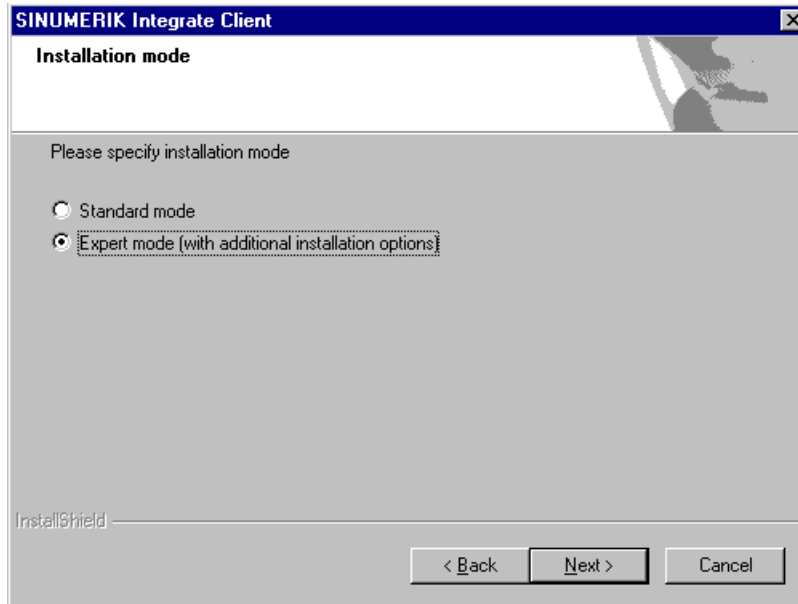 SINUMERIK Integrate Client
Installation mode
Please specify installation mode
Standard mode
Expert mode (with additional installation options)
InstallShield
< Back
Next >
Cancel